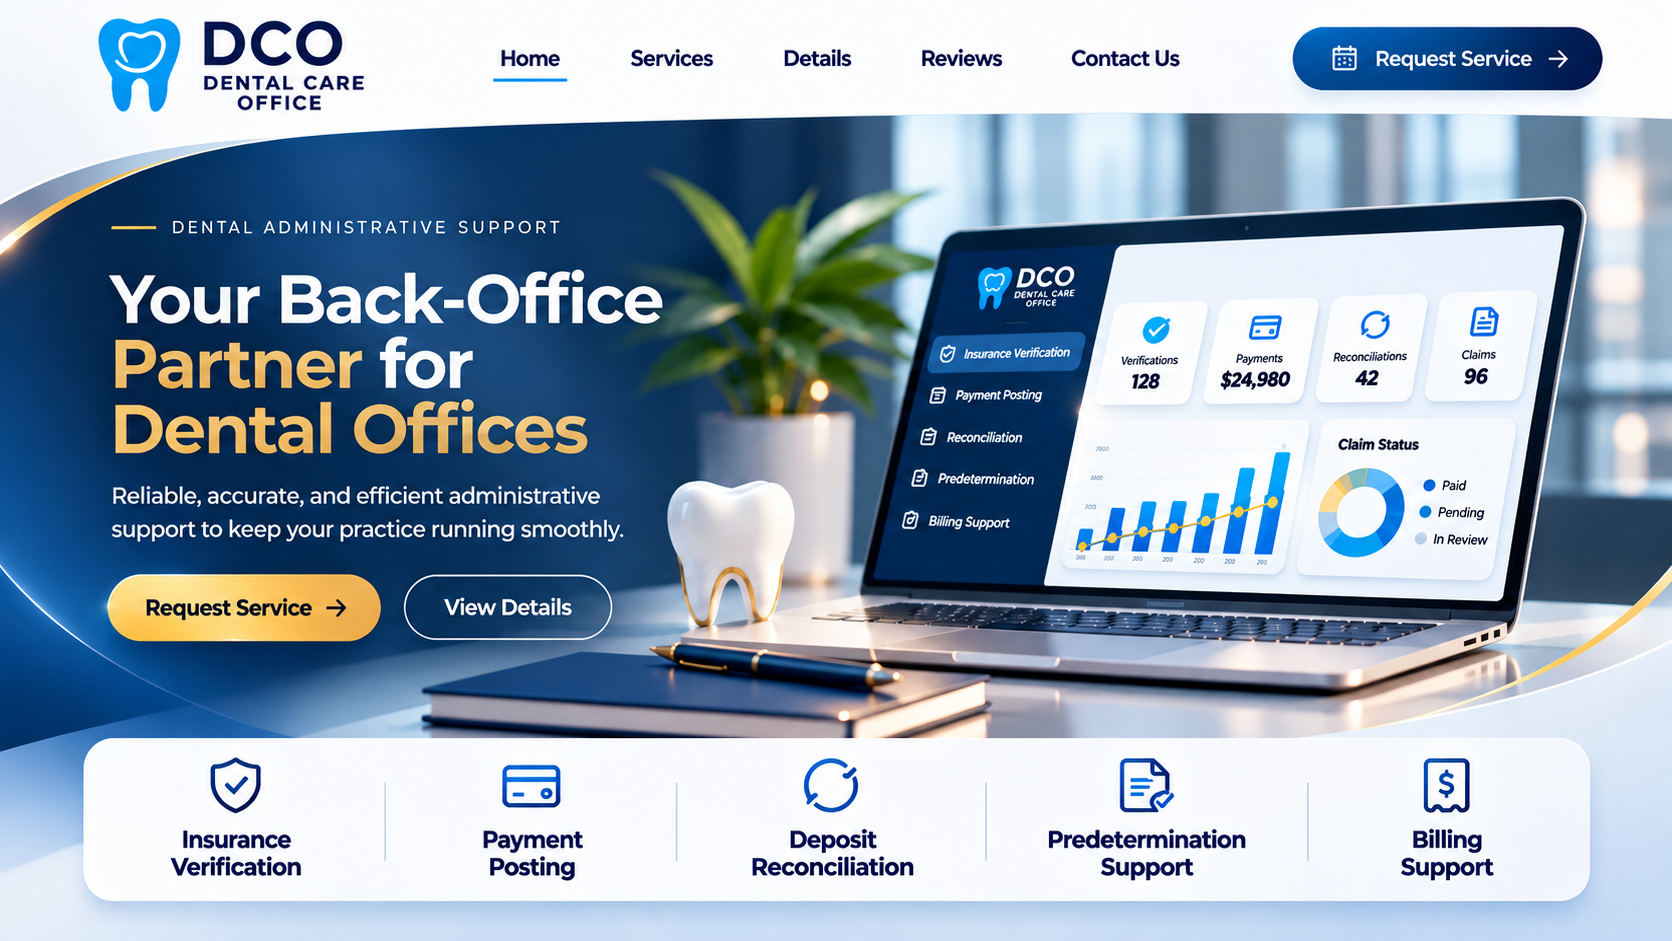 DCO
DENTAL CARE
OFFICE
Home
Services
Details
Reviews
Contact Us
Request Service
DENTAL ADMINISTRATIVE SUPPORT
Your Back-Office
Partner for
Dental Offices
Reliable, accurate, and efficient administrative
support to keep your practice running smoothly.
Request Service
View Details
DCO
DENTAL CARE
OFFICE
Insurance Verification
Payment Posting
Reconciliation
Predetermination
Billing Support
Verifications
128
Payments
$24,980
Reconciliations
42
Claims
96
Claim Status
Paid
Pending
In Review
Insurance
Verification
Payment
Posting
Deposit
Reconciliation
Predetermination
Support
Billing
Support